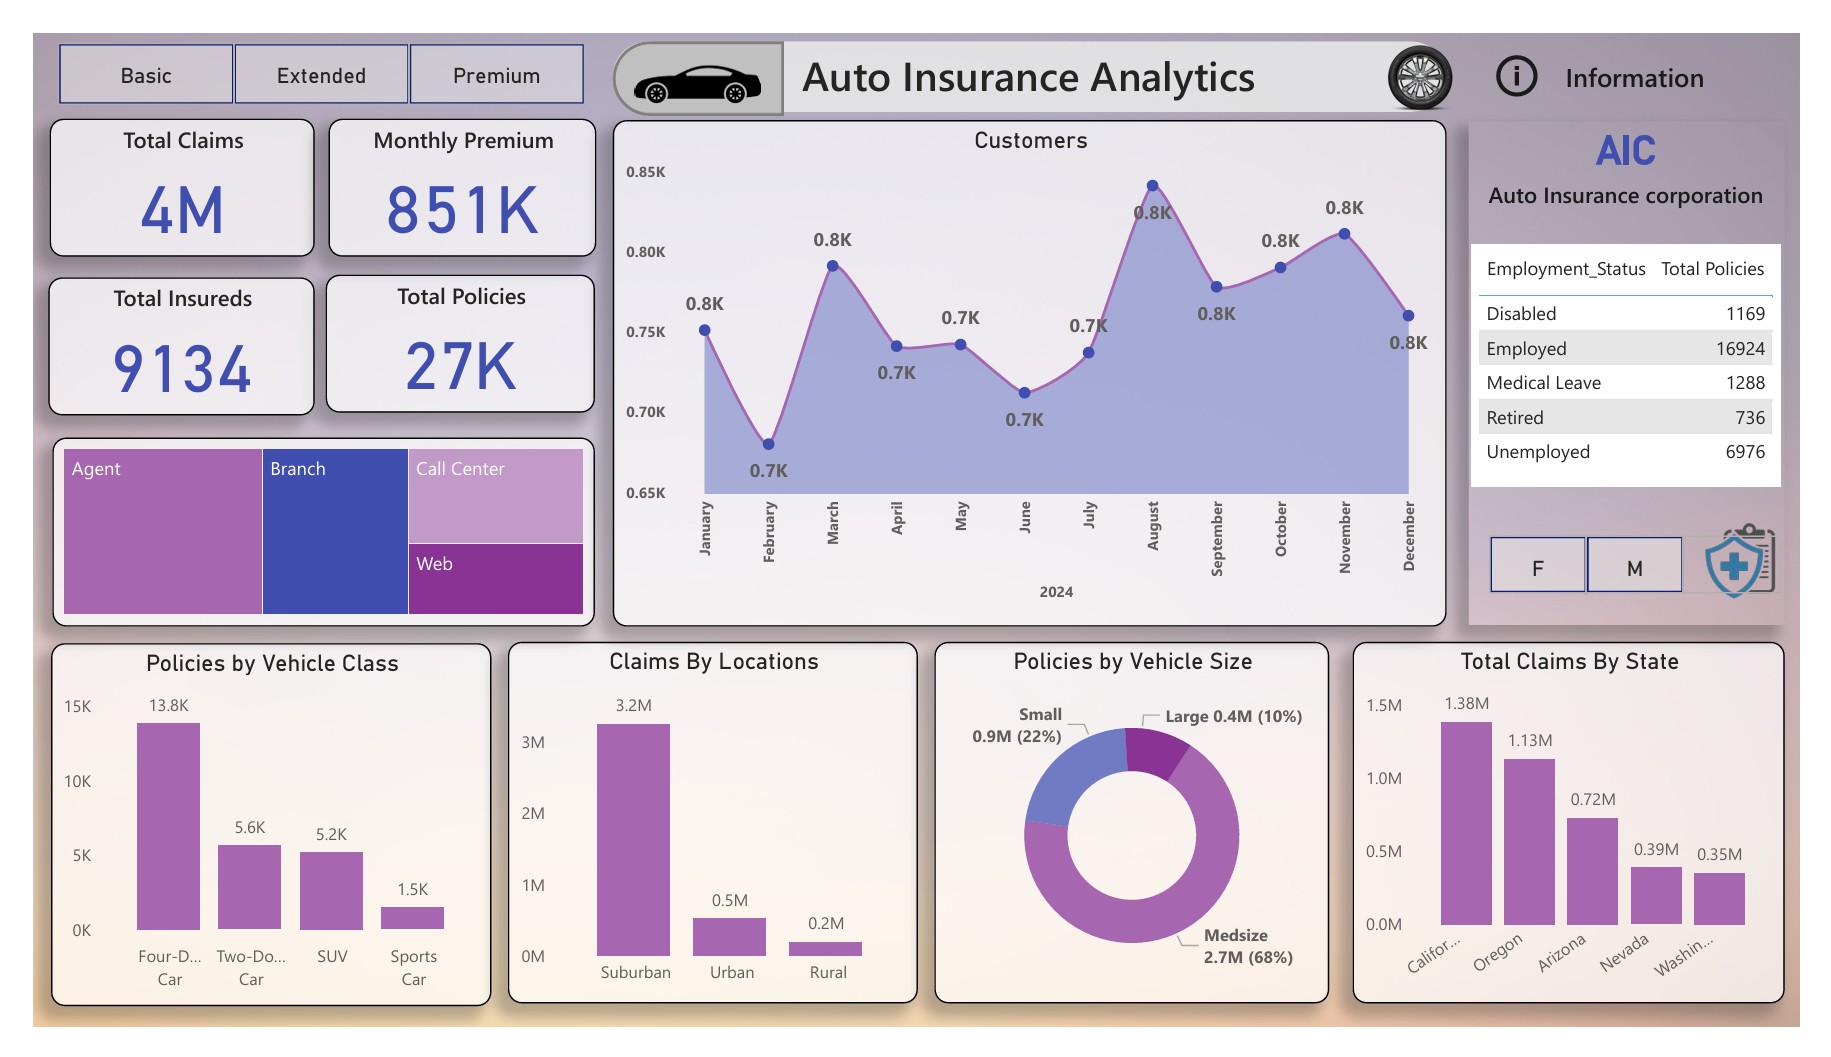 Basic
Extended
Premium
Auto Insurance Analytics
i
Information
Total Claims
4M
Monthly Premium
851K
Total Insureds
9134
Total Policies
27K
Agent
Branch
Call Center
Web
Customers
0.85K
0.80K
0.75K
0.70K
0.65K
0.8K
0.7K
0.8K
0.7K
0.7K
0.7K
0.7K
0.8K
0.8K
0.8K
0.8K
0.8K
January
February
March
April
May
June
July
August
September
October
November
December
2024
AIC
Auto Insurance corporation
Employment_Status Total Policies
Disabled 1169
Employed 16924
Medical Leave 1288
Retired 736
Unemployed 6976
F
M
Policies by Vehicle Class
15K
10K
5K
0K
13.8K
5.6K
5.2K
1.5K
Four-D...
Car
Two-Do...
Car
SUV
Sports
Car
Claims By Locations
3M
2M
1M
0M
3.2M
0.5M
0.2M
Suburban
Urban
Rural
Policies by Vehicle Size
Small
0.9M (22%)
Large 0.4M (10%)
Medsize
2.7M (68%)
Total Claims By State
1.5M
1.0M
0.5M
0.0M
1.38M
1.13M
0.72M
0.39M
0.35M
Califor...
Oregon
Arizona
Nevada
Washin...